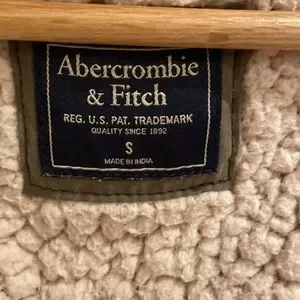 Abercrombie
& Fitch
REG. U.S. PAT. TRADEMARK
QUALITY SINCE 1892
S
MADE IN INDIA